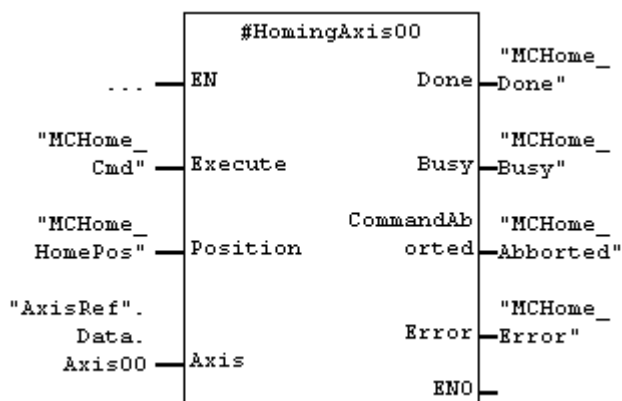 #HomingAxis00
"MCHome_
... EN Done Done"
"MCHome_ "MCHome_
Cmd" Execute Busy Busy"
"MCHome_ CommandAb "MCHome_
HomePos" Position orted Abborted"
"AxisRef". "MCHome_
Data. Error Error"
Axis00 Axis
ENO